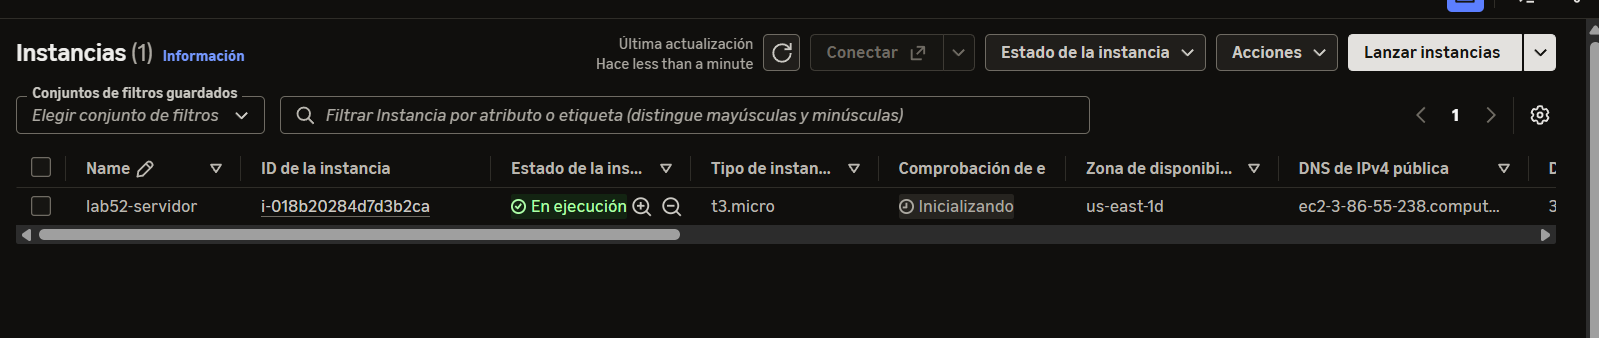 Instancias (1) Información
Última actualización
Hace less than a minute
Conectar
Estado de la instancia
Acciones
Lanzar instancias
Conjuntos de filtros guardados
Elegir conjunto de filtros
Filtrar Instancia por atributo o etiqueta (distingue mayúsculas y minúsculas)
1
Name ID de la instancia Estado de la ins... Tipo de instan... Comprobación de e Zona de disponibi... DNS de IPv4 pública
lab52-servidor i-018b20284d7d3b2ca En ejecución t3.micro Inicializando us-east-1d ec2-3-86-55-238.comput... 3